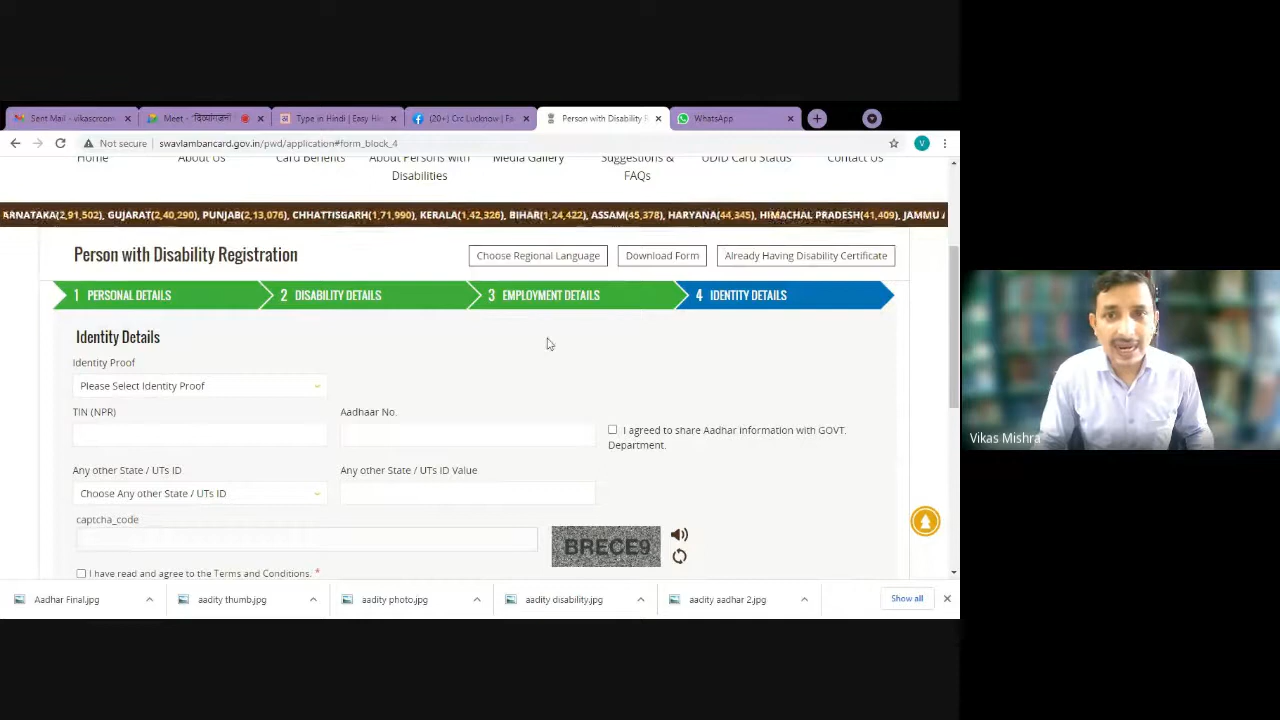 Sent Mail - vikascrcom
Meet - "दिव्यांगजनों
Type in Hindi | Easy Hi
(20+) Crc Lucknow | Fa
Person with Disability R
WhatsApp
Not secure
swavlambancard.gov.in/pwd/application#form_block_4
V
Home
About Us
Card Benefits
About Persons with
Disabilities
Media Gallery
Suggestions &
FAQs
UDID Card Status
Contact Us
ARNATAKA(2,91,502), GUJARAT(2,40,290), PUNJAB(2,13,076), CHHATTISGARH(1,71,990), KERALA(1,42,326), BIHAR(1,24,422), ASSAM(45,378), HARYANA(44,345), HIMACHAL PRADESH(41,409), JAMMU
Person with Disability Registration
Choose Regional Language
Download Form
Already Having Disability Certificate
1 PERSONAL DETAILS
2 DISABILITY DETAILS
3 EMPLOYMENT DETAILS
4 IDENTITY DETAILS
Identity Details
Identity Proof
Please Select Identity Proof
TIN (NPR)
Aadhaar No.
I agreed to share Aadhar information with GOVT.
Department.
Any other State / UTs ID
Any other State / UTs ID Value
Choose Any other State / UTs ID
captcha_code
BRECE9
I have read and agree to the Terms and Conditions. *
Aadhar Final.jpg
aadity thumb.jpg
aadity photo.jpg
aadity disability.jpg
aadity aadhar 2.jpg
Show all
Vikas Mishra